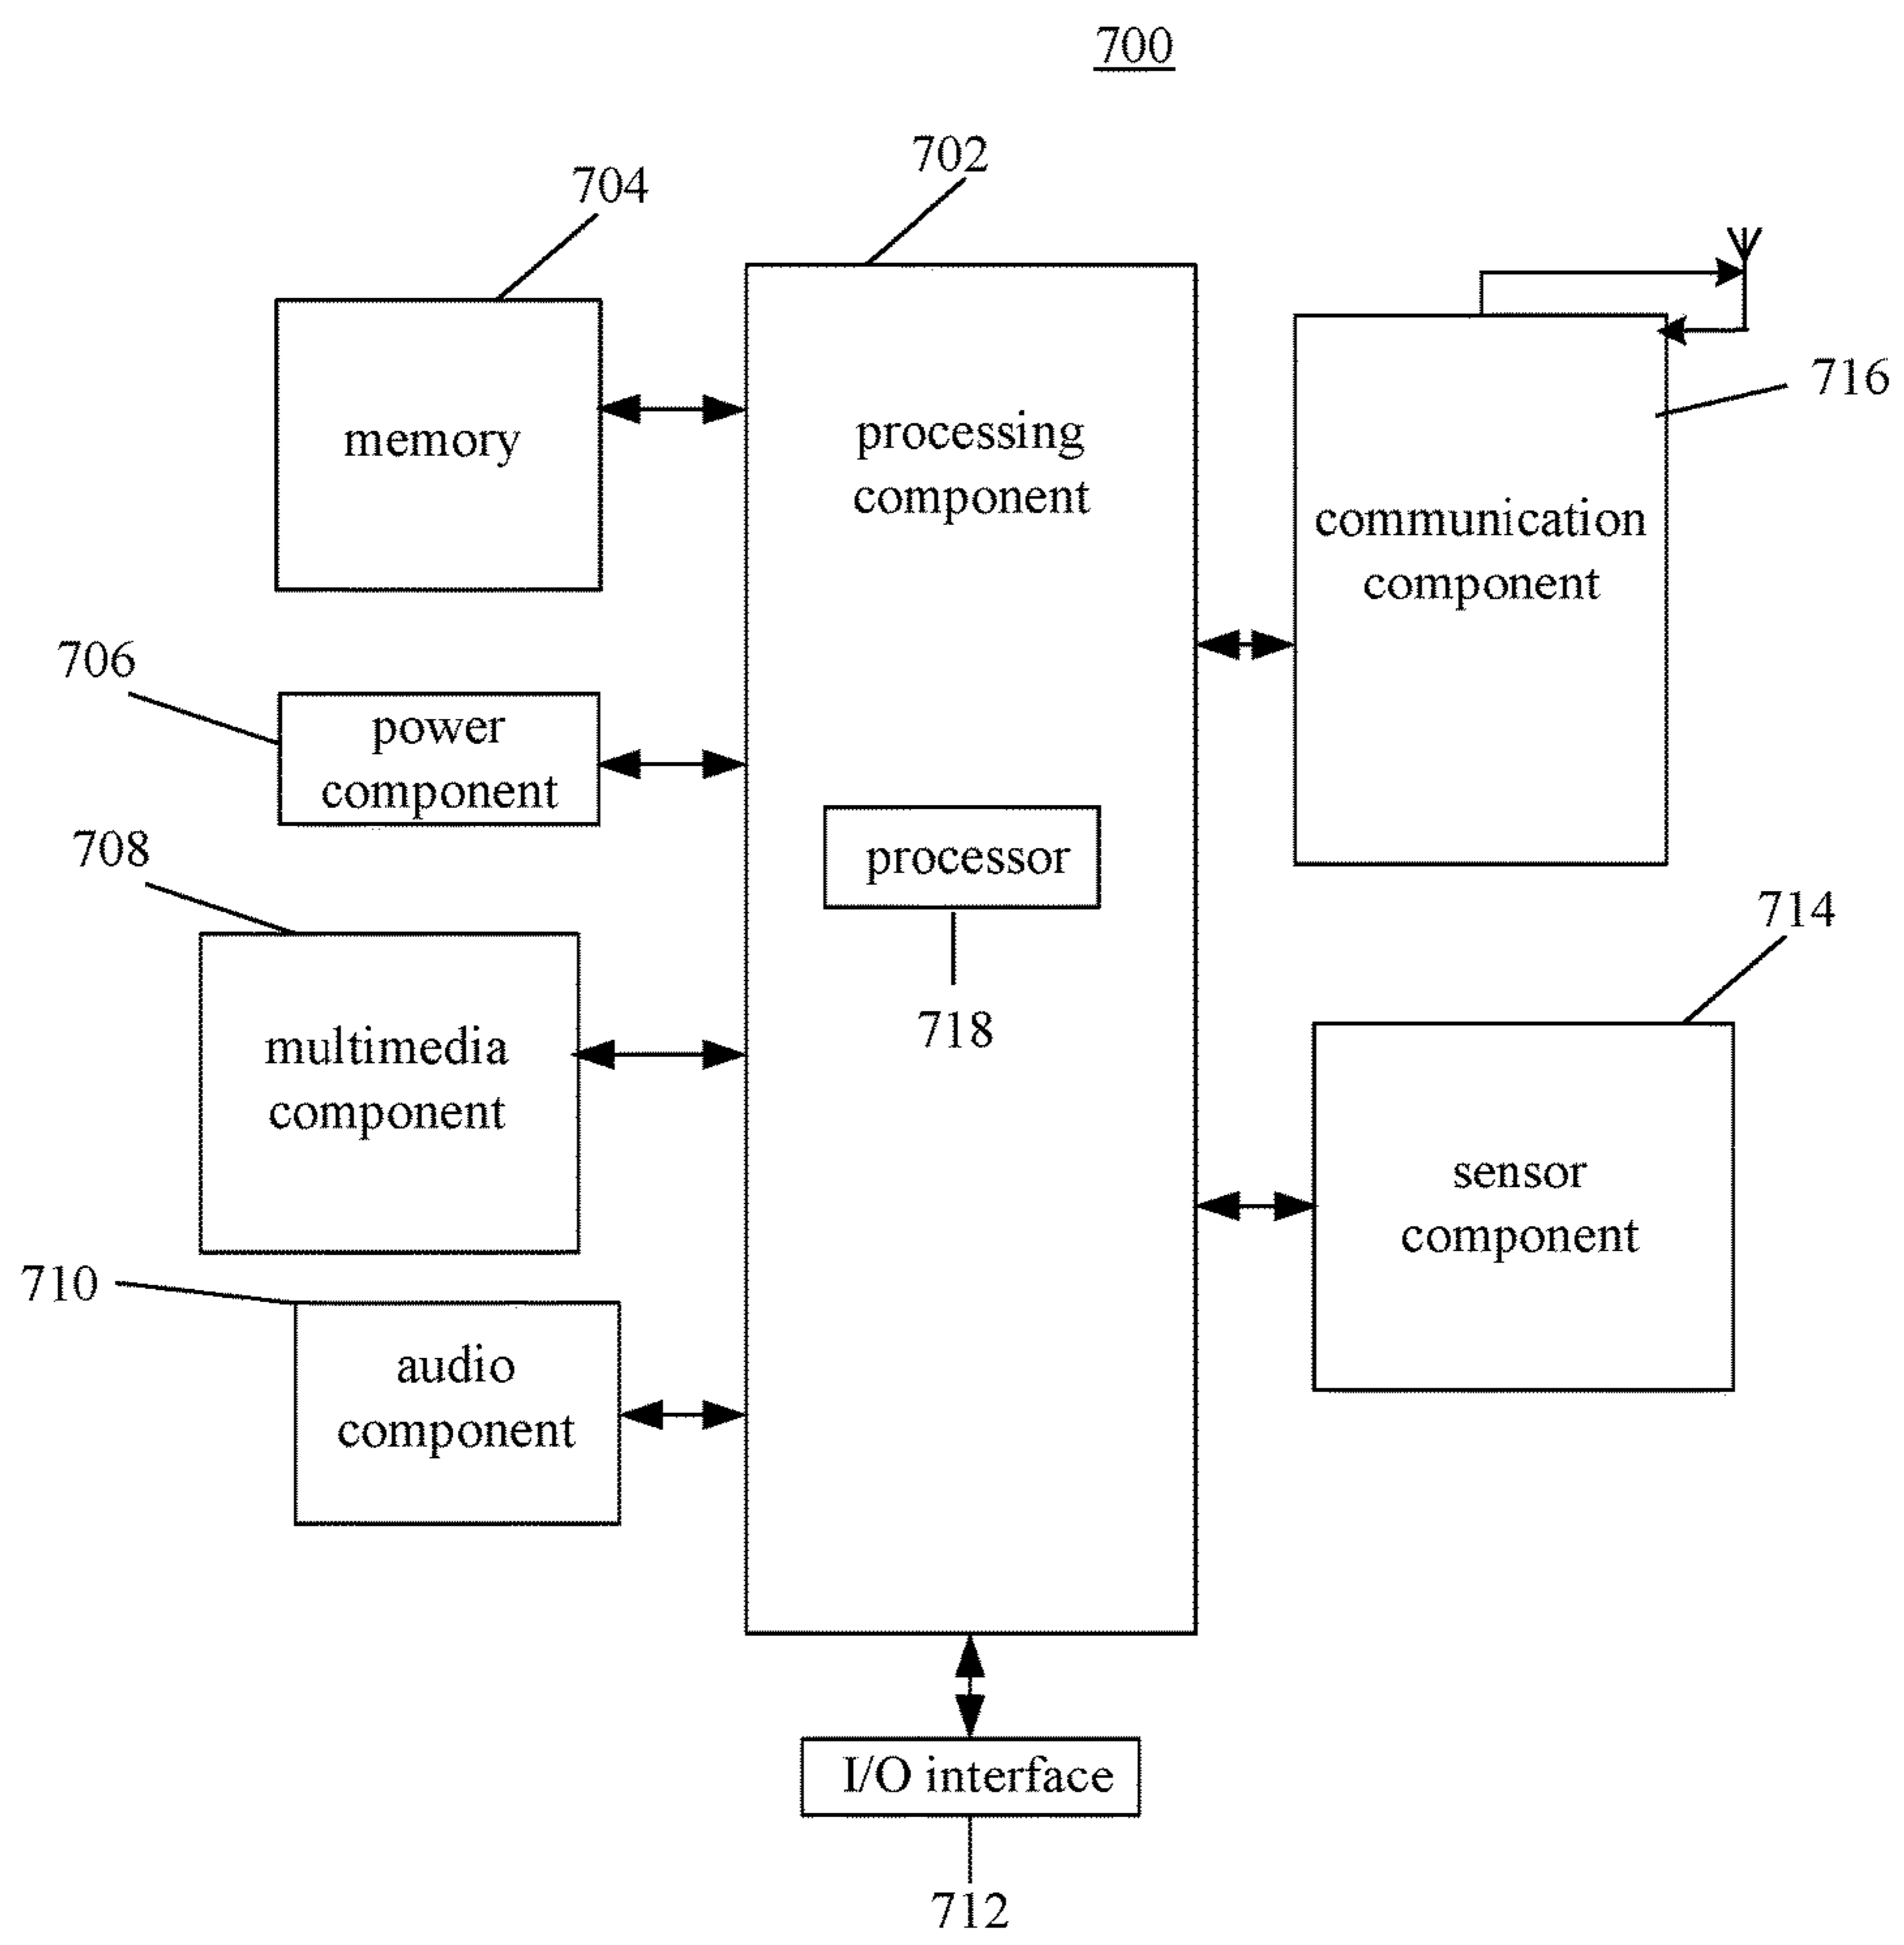 700
702
704
memory
processing
component
716
communication
component
706
power
component
processor
718
708
multimedia
component
714
sensor
component
710
audio
component
I/O interface
712